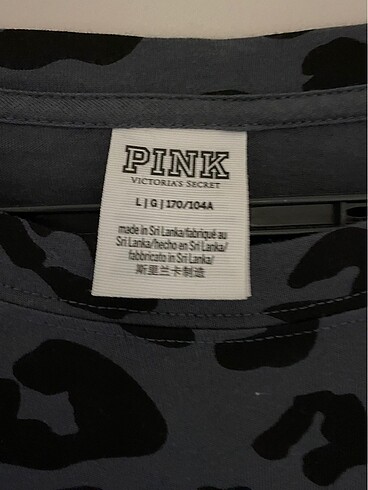 PINK
VICTORIA'S SECRET
L | G | 170/104A
made in Sri Lanka/fabriqué au
Sri Lanka/hecho en Sri Lanka/
fabbricato in Sri Lanka/
斯里兰卡制造